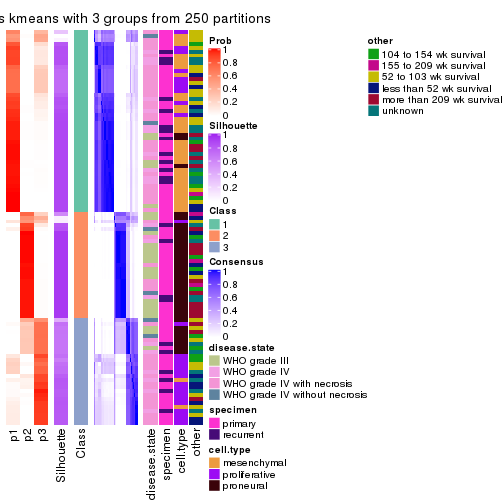 s kmeans with 3 groups from 250 partitions
Prob
1
0.8
0.6
0.4
0.2
0
Silhouette
1
0.8
0.6
0.4
0.2
0
Class
1
2
3
Consensus
1
0.8
0.6
0.4
0.2
0
disease.state
WHO grade III
WHO grade IV
WHO grade IV with necrosis
WHO grade IV without necrosis
specimen
primary
recurrent
cell.type
mesenchymal
proliferative
proneural
other
104 to 154 wk survival
155 to 209 wk survival
52 to 103 wk survival
less than 52 wk survival
more than 209 wk survival
unknown
p1
p2
p3
Silhouette
Class
disease.state
specimen
cell.type
other